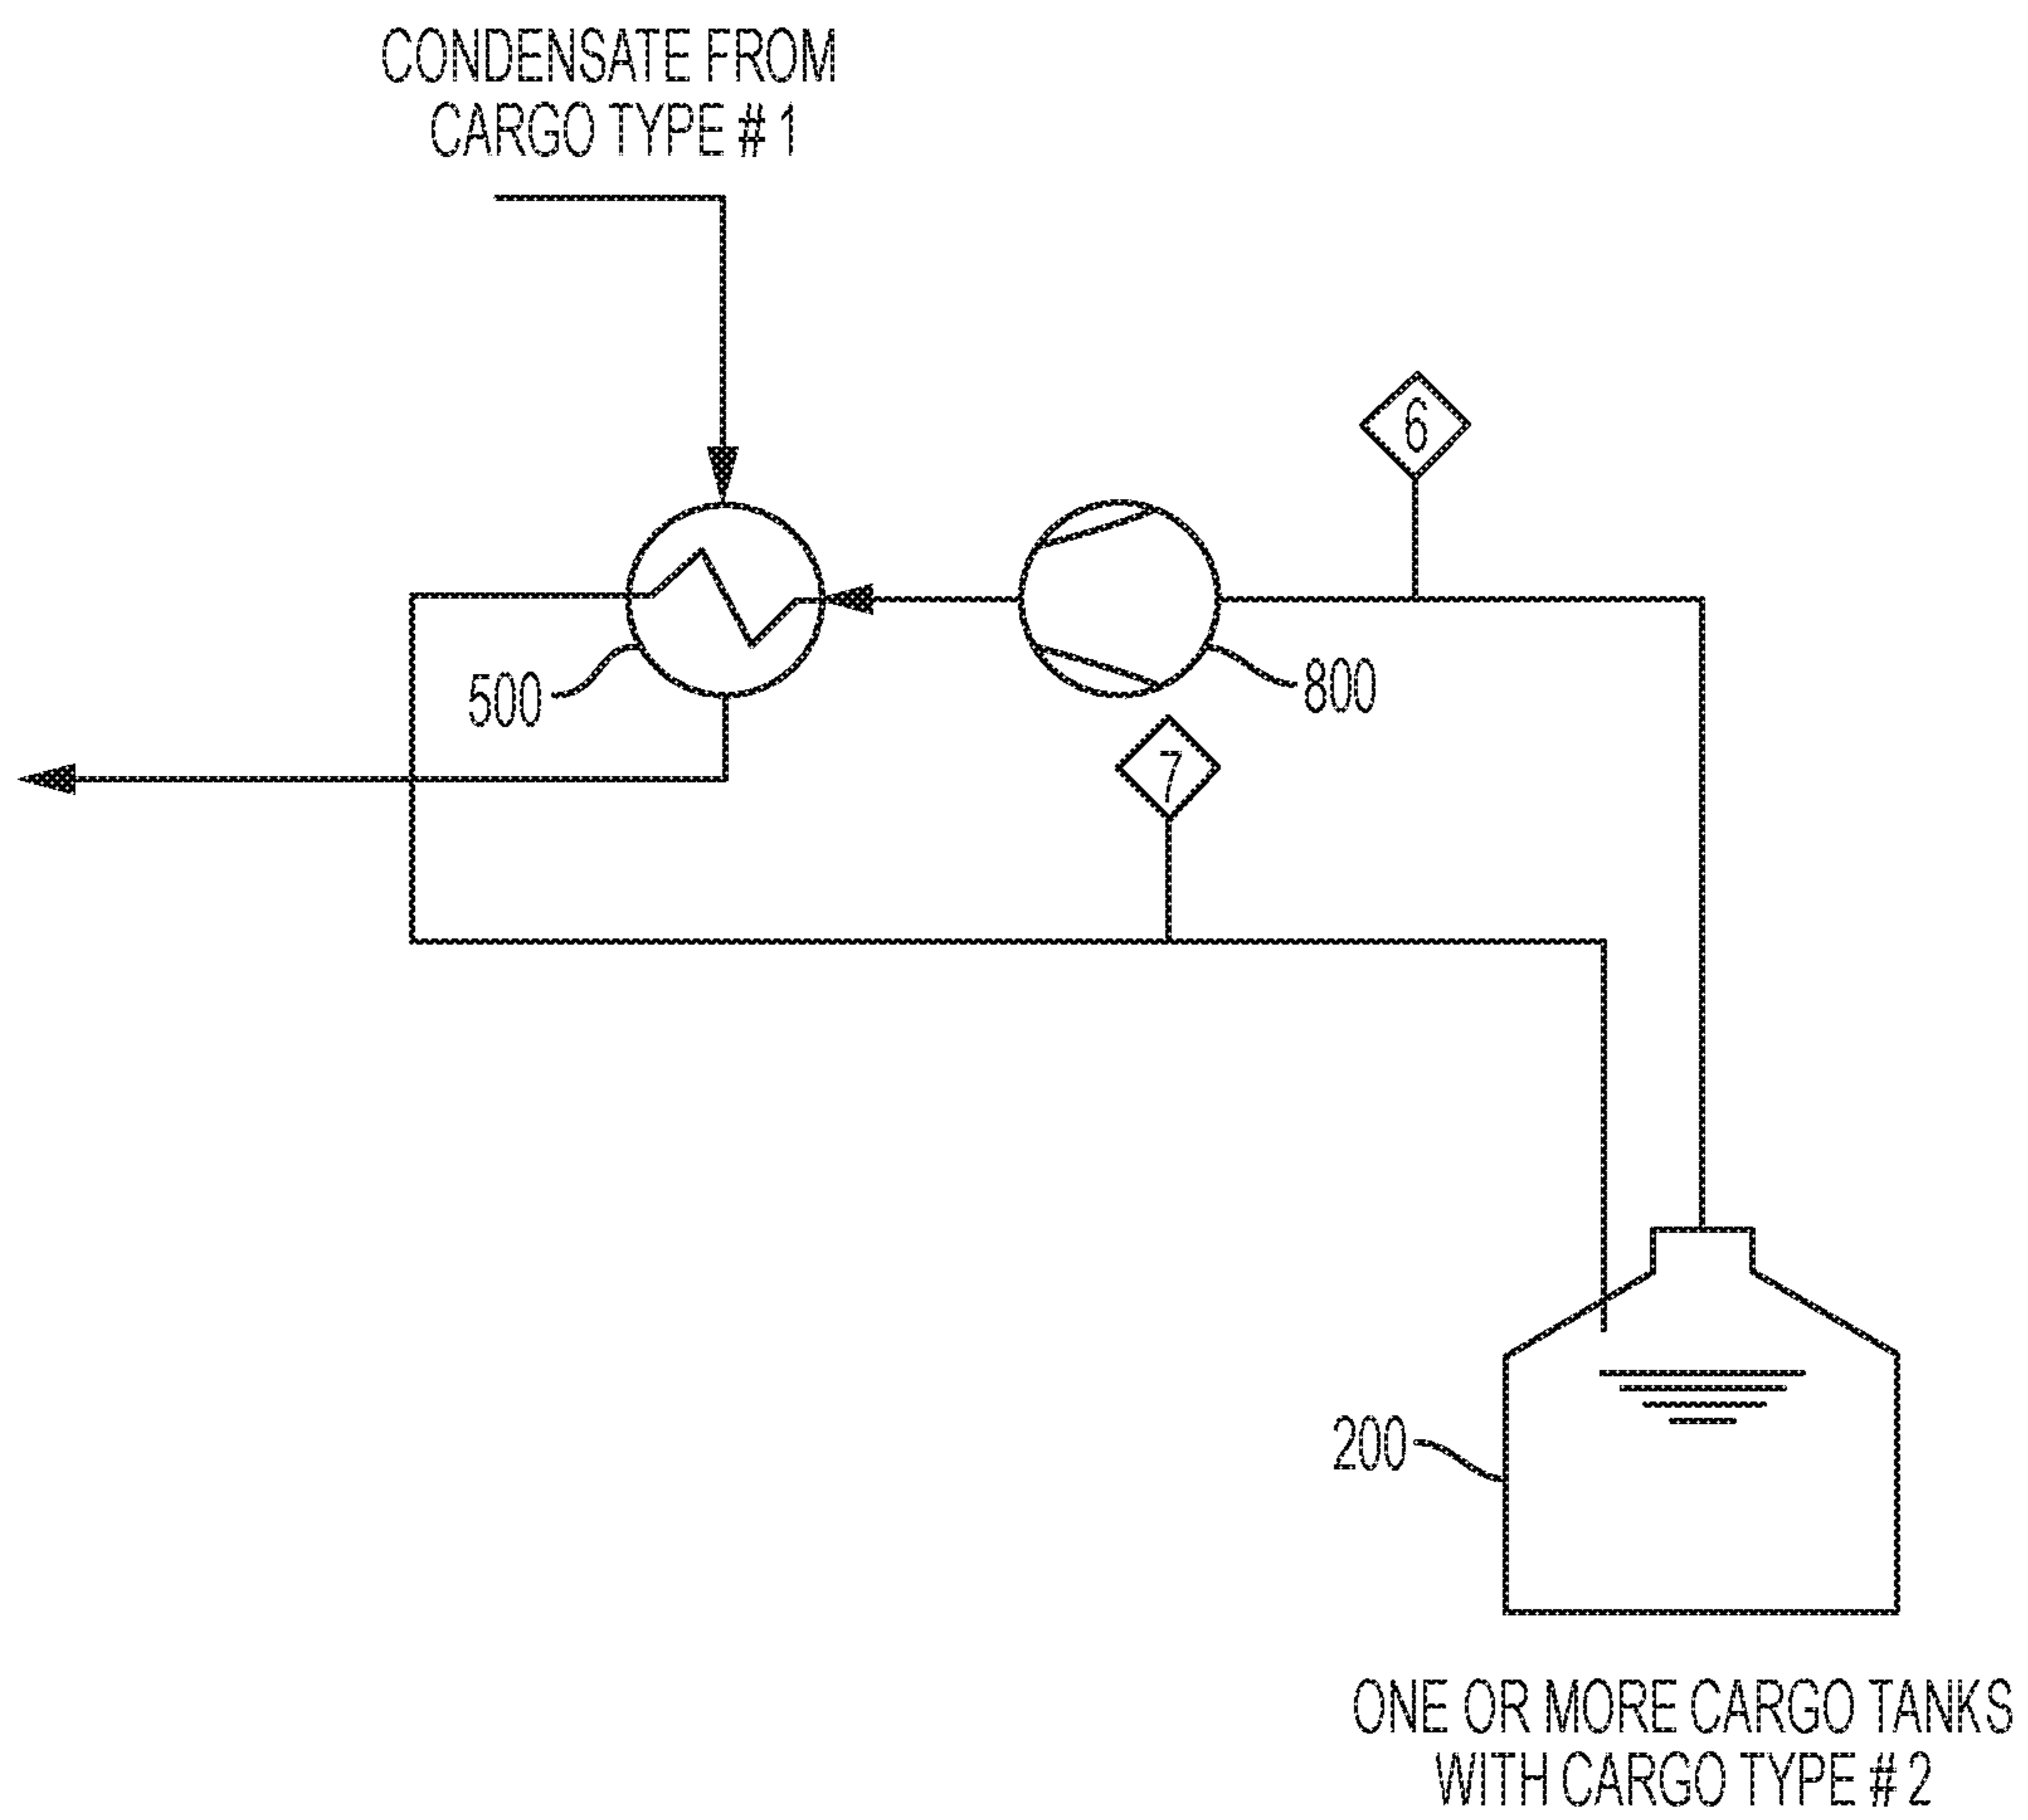 CONDENSATE FROM
CARGO TYPE # 1
6
500
800
7
200
ONE OR MORE CARGO TANKS
WITH CARGO TYPE # 2